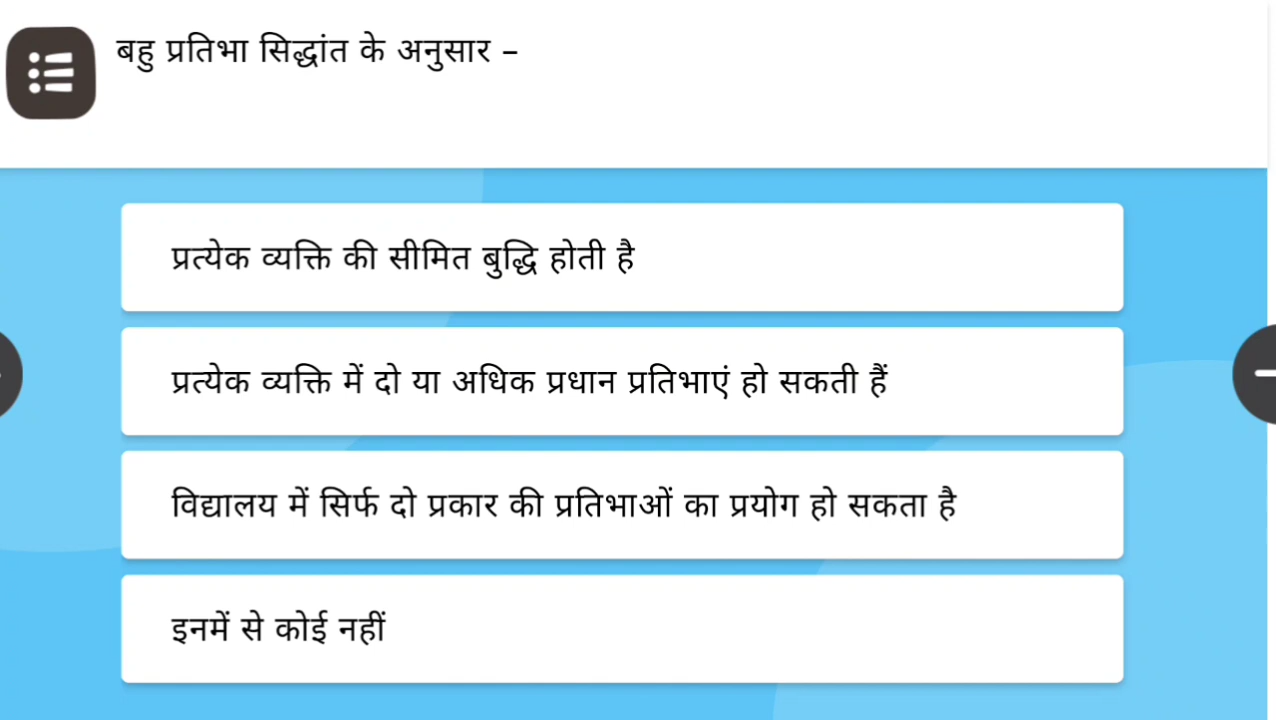 बहु प्रतिभा सिद्धांत के अनुसार –
प्रत्येक व्यक्ति की सीमित बुद्धि होती है
प्रत्येक व्यक्ति में दो या अधिक प्रधान प्रतिभाएं हो सकती हैं
विद्यालय में सिर्फ दो प्रकार की प्रतिभाओं का प्रयोग हो सकता है
इनमें से कोई नहीं